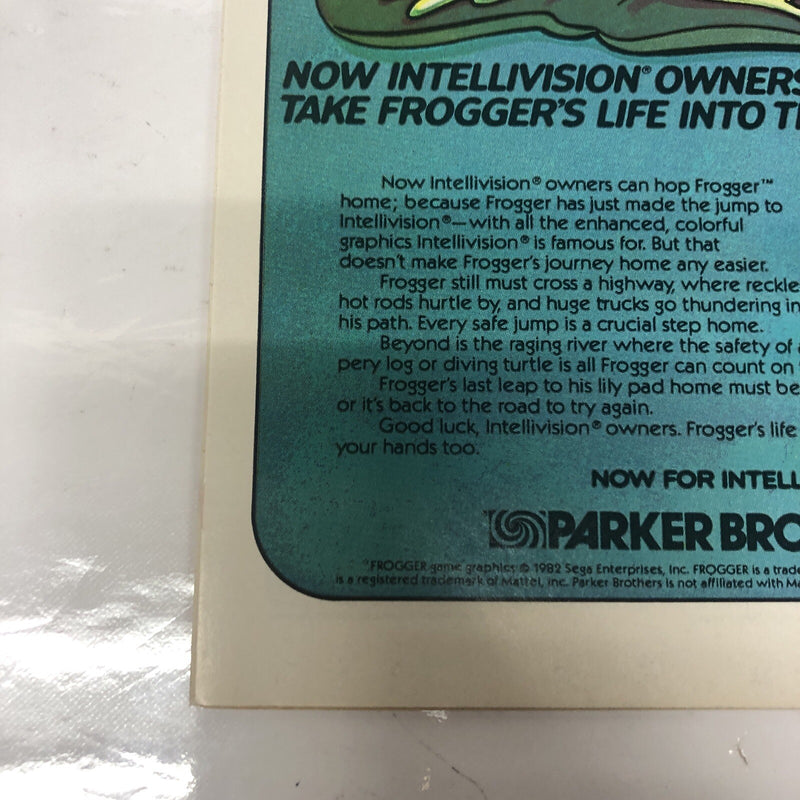 NOW INTELLIVISION® OWNERS
TAKE FROGGER'S LIFE INTO
Now Intellivision® owners can hop Frogger™
home; because Frogger has just made the jump to
Intellivision®—with all the enhanced, colorful
graphics Intellivision® is famous for. But that
doesn't make Frogger's journey home any easier.
Frogger still must cross a highway, where reckle
hot rods hurtle by, and huge trucks go thundering in
his path. Every safe jump is a crucial step home.
Beyond is the raging river where the safety of a
pery log or diving turtle is all Frogger can count on
Frogger's last leap to his lily pad home must be
or it's back to the road to try again.
Good luck, Intellivision® owners. Frogger's life
your hands too.
NOW FOR INTELL
PARKER BRO
FROGGER game graphics © 1982 Sega Enterprises, Inc. FROGGER is a trade
is a registered trademark of Mattel, Inc. Parker Brothers is not affiliated with Ma